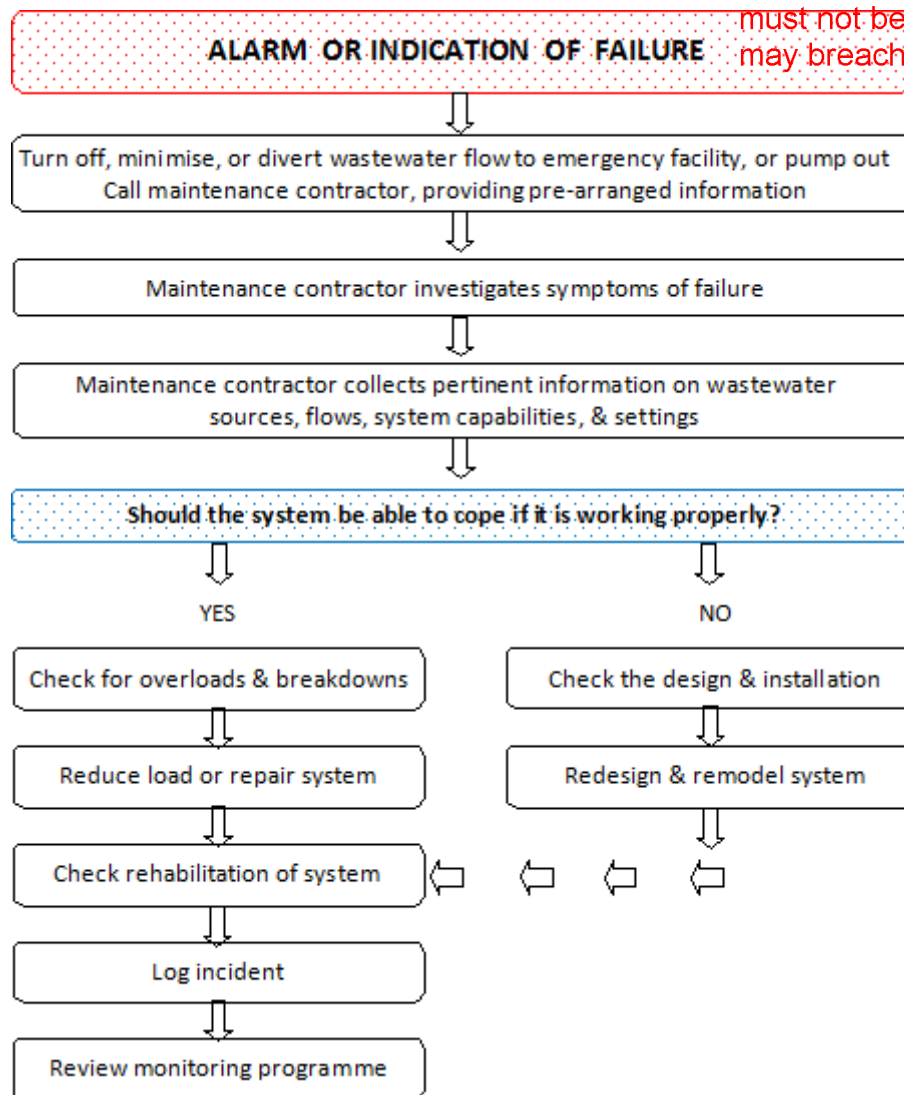 must not be
may breach
ALARM OR INDICATION OF FAILURE
Turn off, minimise, or divert wastewater flow to emergency facility, or pump out
Call maintenance contractor, providing pre-arranged information
Maintenance contractor investigates symptoms of failure
Maintenance contractor collects pertinent information on wastewater
sources, flows, system capabilities, & settings
Should the system be able to cope if it is working properly?
YES
Check for overloads & breakdowns
Reduce load or repair system
Check rehabilitation of system
Log incident
Review monitoring programme
NO
Check the design & installation
Redesign & remodel system